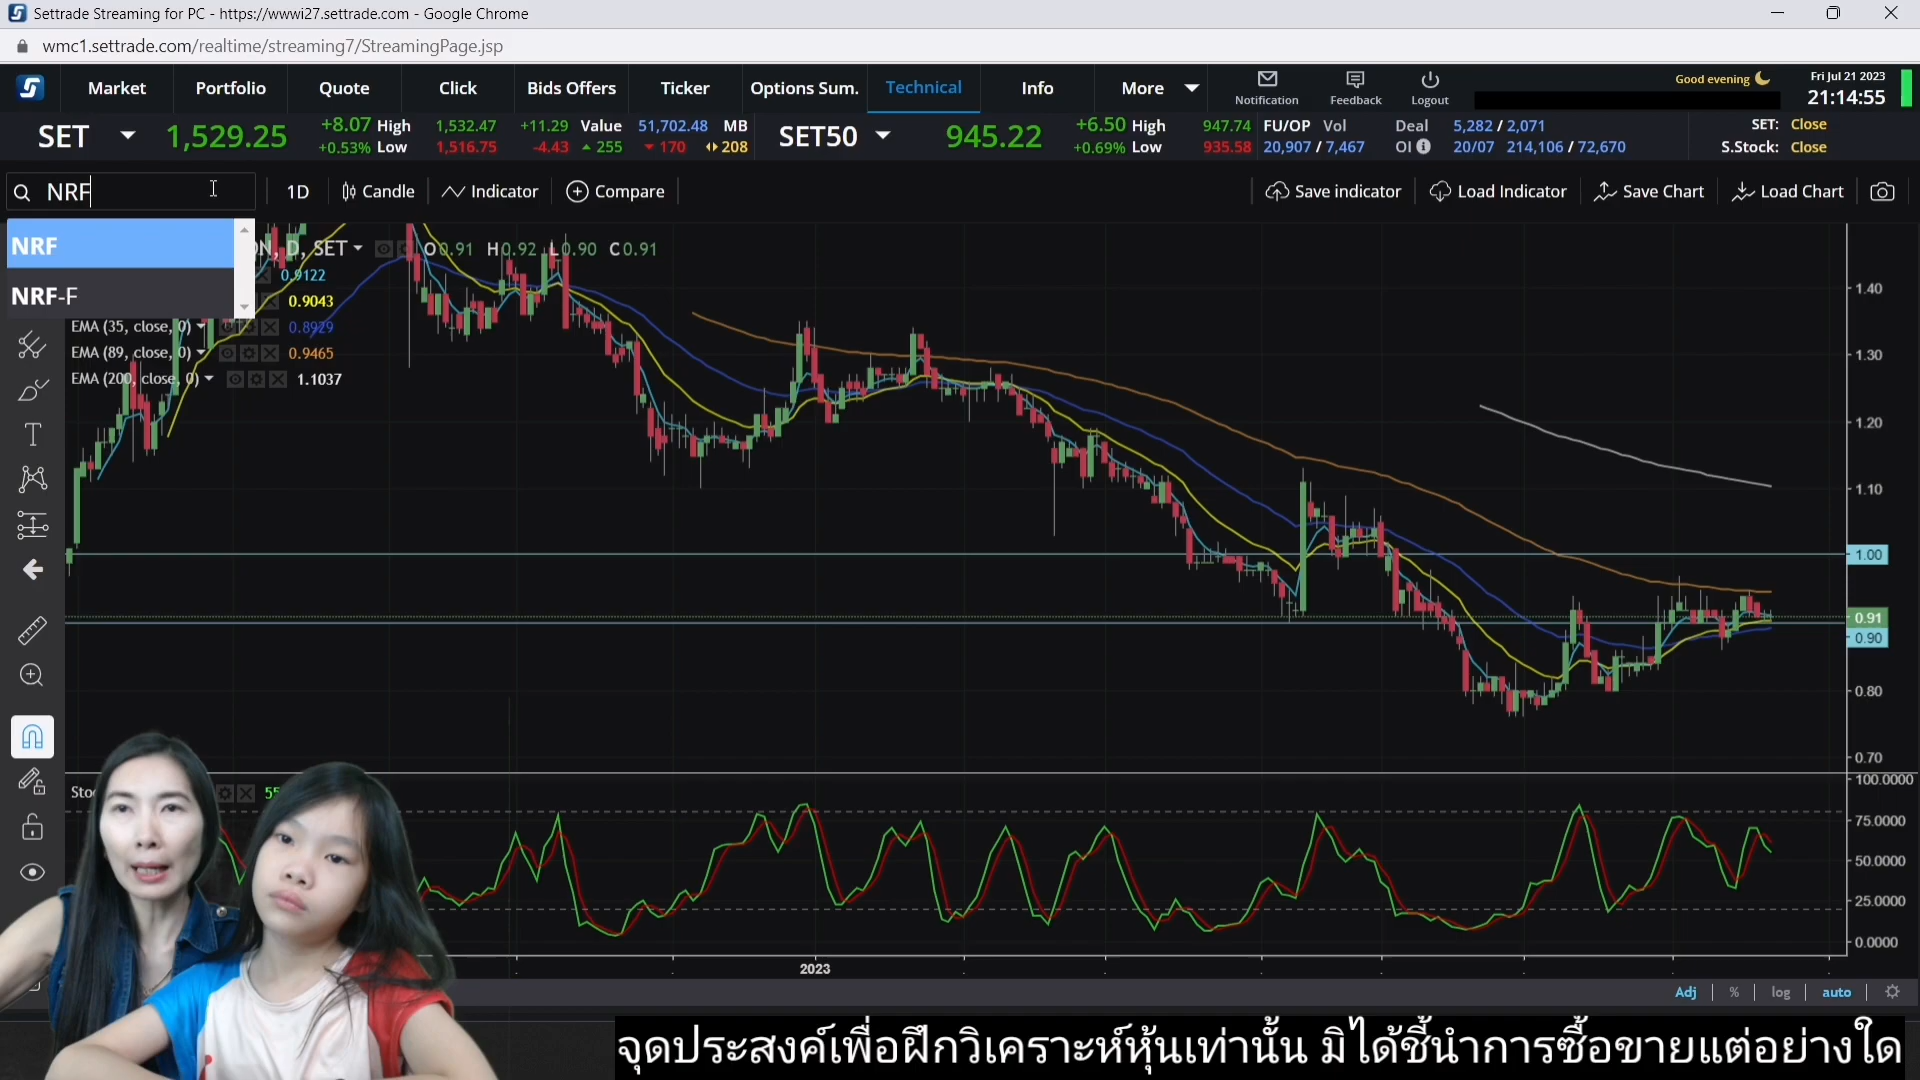 Settrade Streaming for PC - https://wwwi27.settrade.com - Google Chrome
wmc1.settrade.com/realtime/streaming7/StreamingPage.jsp
Market Portfolio Quote Click Bids Offers Ticker Options Sum. Technical Info More Notification Feedback Logout Good evening Fri Jul 21 2023 21:14:55
SET 1,529.25 +8.07 High 1,532.47 +11.29 Value 51,702.48 MB SET50 945.22 +6.50 High 947.74 FU/OP Vol Deal 5,282 / 2,071 SET: Close
+0.53% Low 1,516.75 -4.43 255 170 208 +0.69% Low 935.58 20,907 / 7,467 OI 20/07 214,106 / 72,670 S.Stock: Close
NRF 1D Candle Indicator Compare Save indicator Load Indicator Save Chart Load Chart
NRF
NRF-F
D, SET O0.91 H0.92 L0.90 C0.91
0.9122
0.9043
EMA (35, close, 0) 0.8929
EMA (89, close, 0) 0.9465
EMA (200, close, 0) 1.1037
1.40
1.30
1.20
1.10
1.00
0.91
0.90
0.80
0.70
100.0000
75.0000
50.0000
25.0000
0.0000
2023
Adj % log auto
จุดประสงค์เพื่อฝึกวิเคราะห์หุ้นเท่านั้น มิได้ชี้นำการซื้อขายแต่อย่างใด